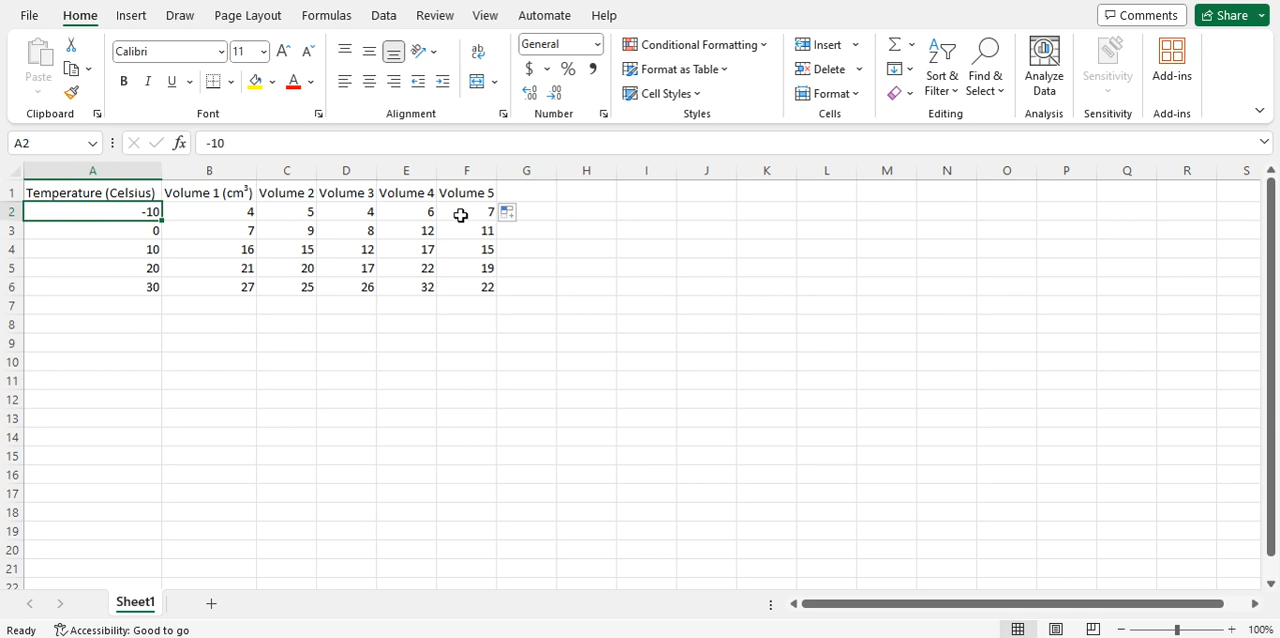 File Home Insert Draw Page Layout Formulas Data Review View Automate Help Comments Share
Calibri 11 A A General Conditional Formatting Insert Σ
Paste B I U A $ % , Format as Table Delete Sort & Filter Find & Select Analyze Data Sensitivity Add-ins
Cell Styles Format
Clipboard Font Alignment Number Styles Cells Editing Analysis Sensitivity Add-ins
A2 fx -10
A B C D E F G H I J K L M N O P Q R S
1 Temperature (Celsius) Volume 1 (cm³) Volume 2 Volume 3 Volume 4 Volume 5
2 -10 4 5 4 6 7
3 0 7 9 8 12 11
4 10 16 15 12 17 15
5 20 21 20 17 22 19
6 30 27 25 26 32 22
7
8
9
10
11
12
13
14
15
16
17
18
19
20
21
22
Sheet1
Ready Accessibility: Good to go 100%